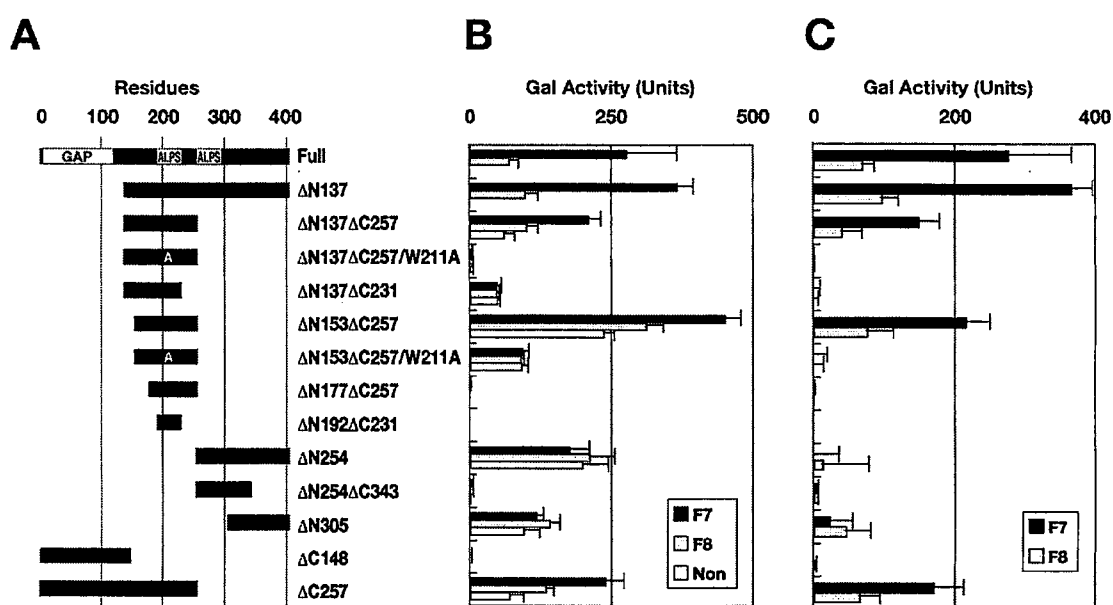 A B C
Residues Gal Activity (Units) Gal Activity (Units)
0 100 200 300 400 0 250 500 0 200 400
GAP ALPS ALPS Full
ΔN137
ΔN137ΔC257
A ΔN137ΔC257/W211A
ΔN137ΔC231
ΔN153ΔC257
A ΔN153ΔC257/W211A
ΔN177ΔC257
ΔN192ΔC231
ΔN254
ΔN254ΔC343
ΔN305
ΔC148
ΔC257
F7
F8
Non
F7
F8